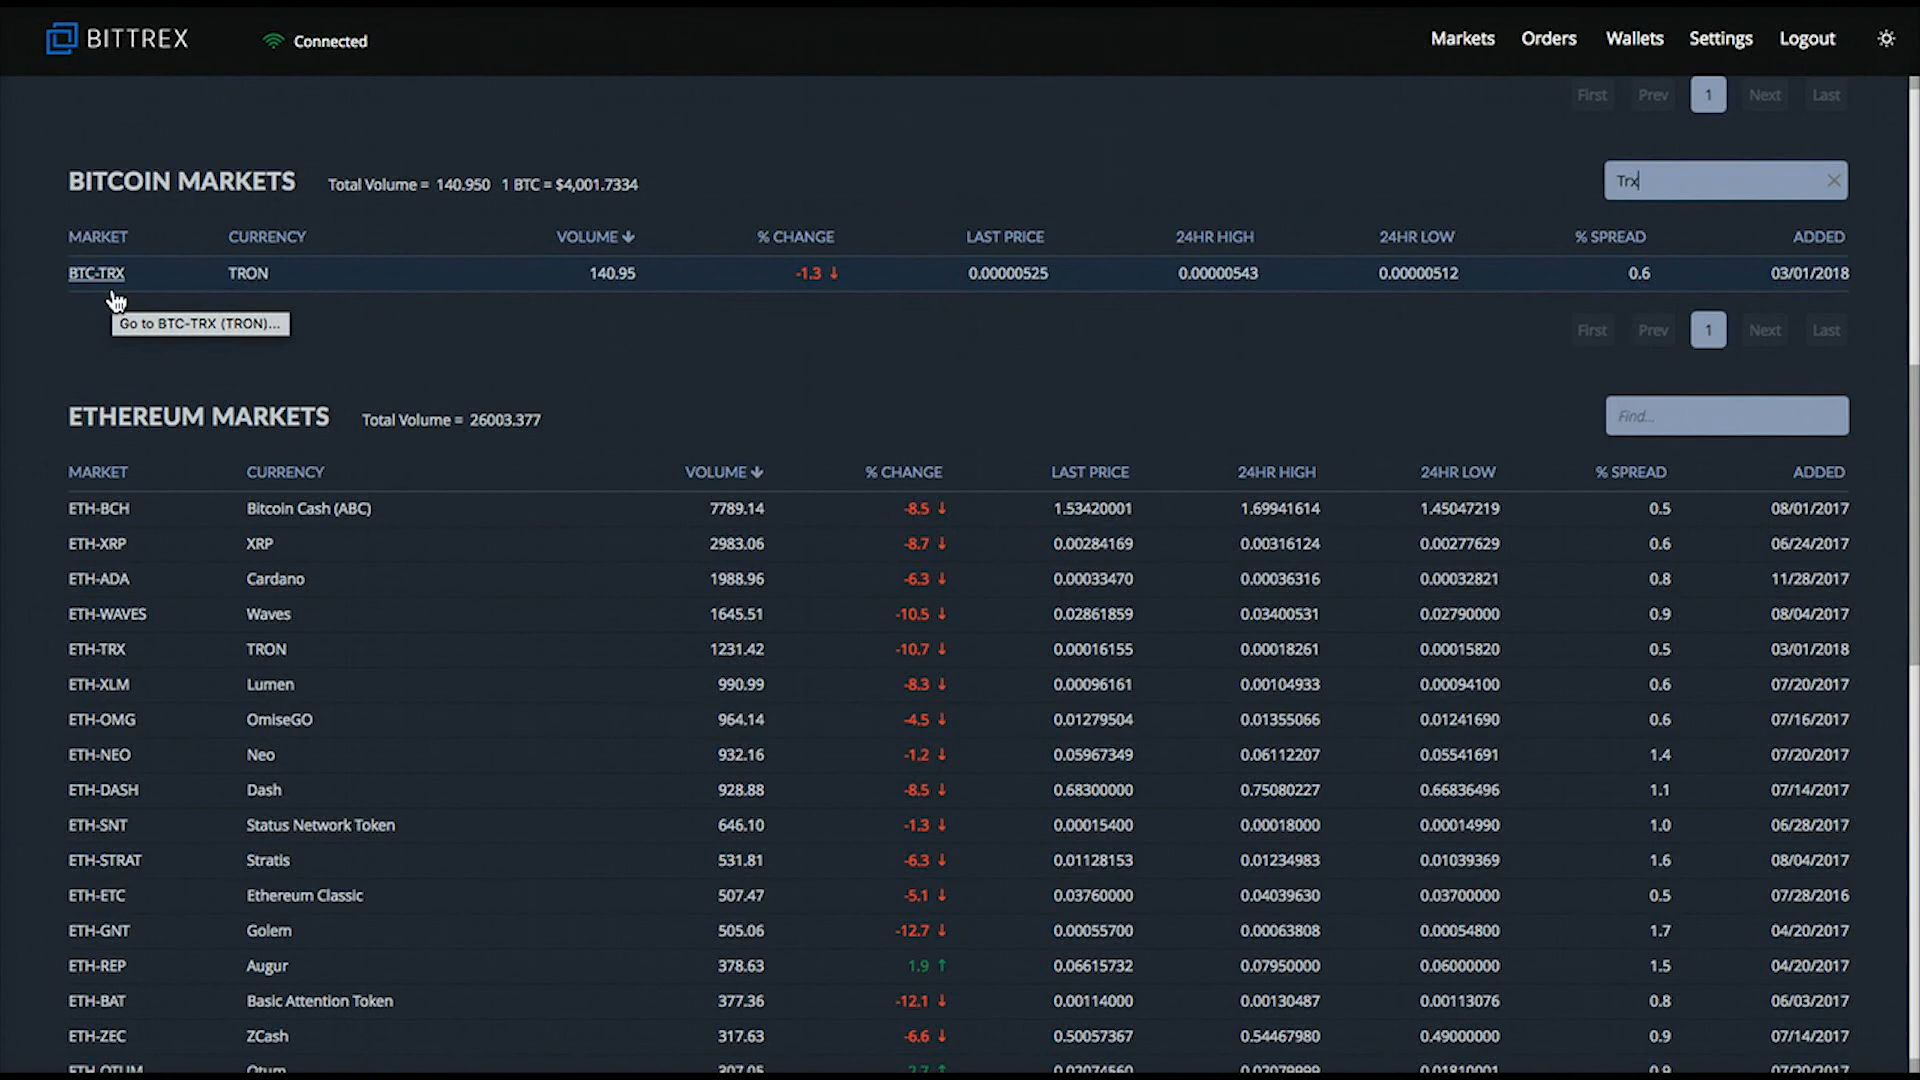 BITTREX Connected Markets Orders Wallets Settings Logout
First Prev 1 Next Last
BITCOIN MARKETS Total Volume = 140.950 1 BTC = $4,001.7334 Trx
MARKET CURRENCY VOLUME % CHANGE LAST PRICE 24HR HIGH 24HR LOW % SPREAD ADDED
BTC-TRX TRON 140.95 -1.3 0.00000525 0.00000543 0.00000512 0.6 03/01/2018
Go to BTC-TRX (TRON)...
First Prev 1 Next Last
ETHEREUM MARKETS Total Volume = 26003.377 Find...
MARKET CURRENCY VOLUME % CHANGE LAST PRICE 24HR HIGH 24HR LOW % SPREAD ADDED
ETH-BCH Bitcoin Cash (ABC) 7789.14 -8.5 1.53420001 1.69941614 1.45047219 0.5 08/01/2017
ETH-XRP XRP 2983.06 -8.7 0.00284169 0.00316124 0.00277629 0.6 06/24/2017
ETH-ADA Cardano 1988.96 -6.3 0.00033470 0.00036316 0.00032821 0.8 11/28/2017
ETH-WAVES Waves 1645.51 -10.5 0.02861859 0.03400531 0.02790000 0.9 08/04/2017
ETH-TRX TRON 1231.42 -10.7 0.00016155 0.00018261 0.00015820 0.5 03/01/2018
ETH-XLM Lumen 990.99 -8.3 0.00096161 0.00104933 0.00094100 0.6 07/20/2017
ETH-OMG OmiseGO 964.14 -4.5 0.01279504 0.01355066 0.01241690 0.6 07/16/2017
ETH-NEO Neo 932.16 -1.2 0.05967349 0.06112207 0.05541691 1.4 07/20/2017
ETH-DASH Dash 928.88 -8.5 0.68300000 0.75080227 0.66836496 1.1 07/14/2017
ETH-SNT Status Network Token 646.10 -1.3 0.00015400 0.00018000 0.00014990 1.0 06/28/2017
ETH-STRAT Stratis 531.81 -6.3 0.01128153 0.01234983 0.01039369 1.6 08/04/2017
ETH-ETC Ethereum Classic 507.47 -5.1 0.03760000 0.04039630 0.03700000 0.5 07/28/2016
ETH-GNT Golem 505.06 -12.7 0.00055700 0.00063808 0.00054800 1.7 04/20/2017
ETH-REP Augur 378.63 1.9 0.06615732 0.07950000 0.06000000 1.5 04/20/2017
ETH-BAT Basic Attention Token 377.36 -12.1 0.00114000 0.00130487 0.00113076 0.8 06/03/2017
ETH-ZEC ZCash 317.63 -6.6 0.50057367 0.54467980 0.49000000 0.9 07/14/2017
ETH-QTUM Qtum 307.05 2.7